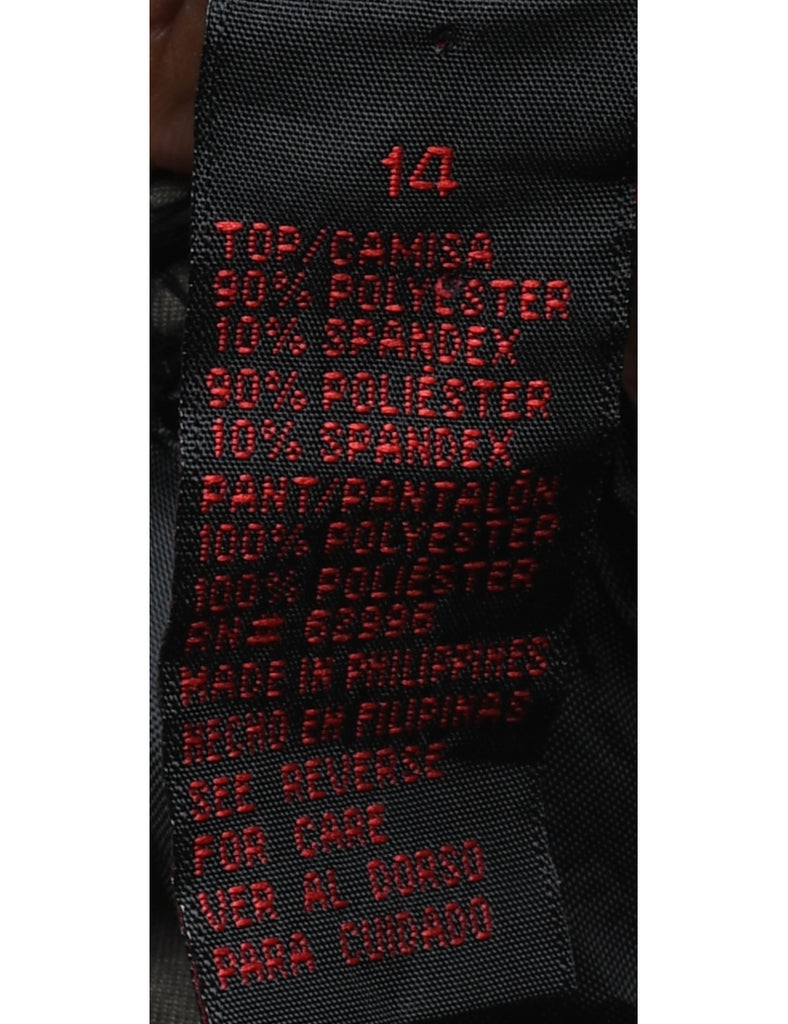 14
TOP/CAMISA
90% POLYESTER
10% SPANDEX
90% POLIÉSTER
10% SPANDEX
PANT/PANTALÓN
100% POLYESTER
100% POLIÉSTER
RN# 62996
MADE IN PHILIPPINES
HECHO EN FILIPINAS
SEE REVERSE
FOR CARE
VER AL DORSO
PARA CUIDADO